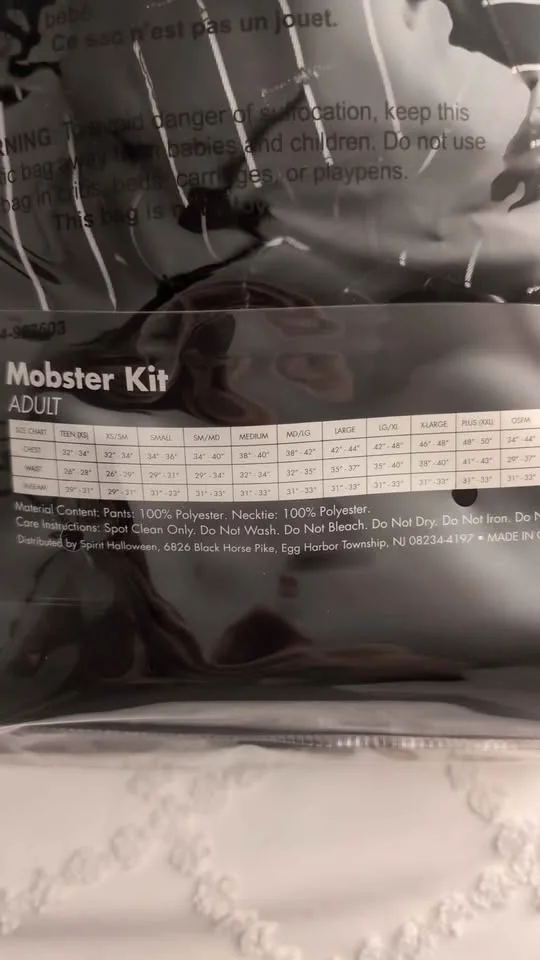 bébé.
Ce sac n'est pas un jouet.
danger of suffocation, keep this
babies and children. Do not use
bag in cribs, beds, carriages, or playpens.
This bag is
Mobster Kit
ADULT
SIZE CHART TEEN (XS) XS/SM SMALL SM/MD MEDIUM MD/LG LARGE LG/XL X-LARGE PLUS (XXL) OSFM
CHEST 32" - 34" 32" - 34" 34" - 36" 34" - 40" 38" - 40" 38" - 42" 42" - 44" 42" - 48" 46" - 48" 48" - 50" 34" - 44"
WAIST 26" - 28" 26" - 29" 29" - 31" 29" - 34" 32" - 34" 32" - 35" 35" - 37" 35" - 40" 38" - 40" 41" - 43" 29" - 37"
INSEAM 29" - 31" 29" - 31" 31" - 33" 31" - 33" 31" - 33" 31" - 33" 31" - 33" 31" - 33" 31" - 33" 31" - 33" 31" - 33"
Material Content: Pants: 100% Polyester. Necktie: 100% Polyester.
Care Instructions: Spot Clean Only. Do Not Wash. Do Not Bleach. Do Not Dry. Do Not Iron. Do
Distributed by Spirit Halloween, 6826 Black Horse Pike, Egg Harbor Township, NJ 08234-4197 • MADE IN